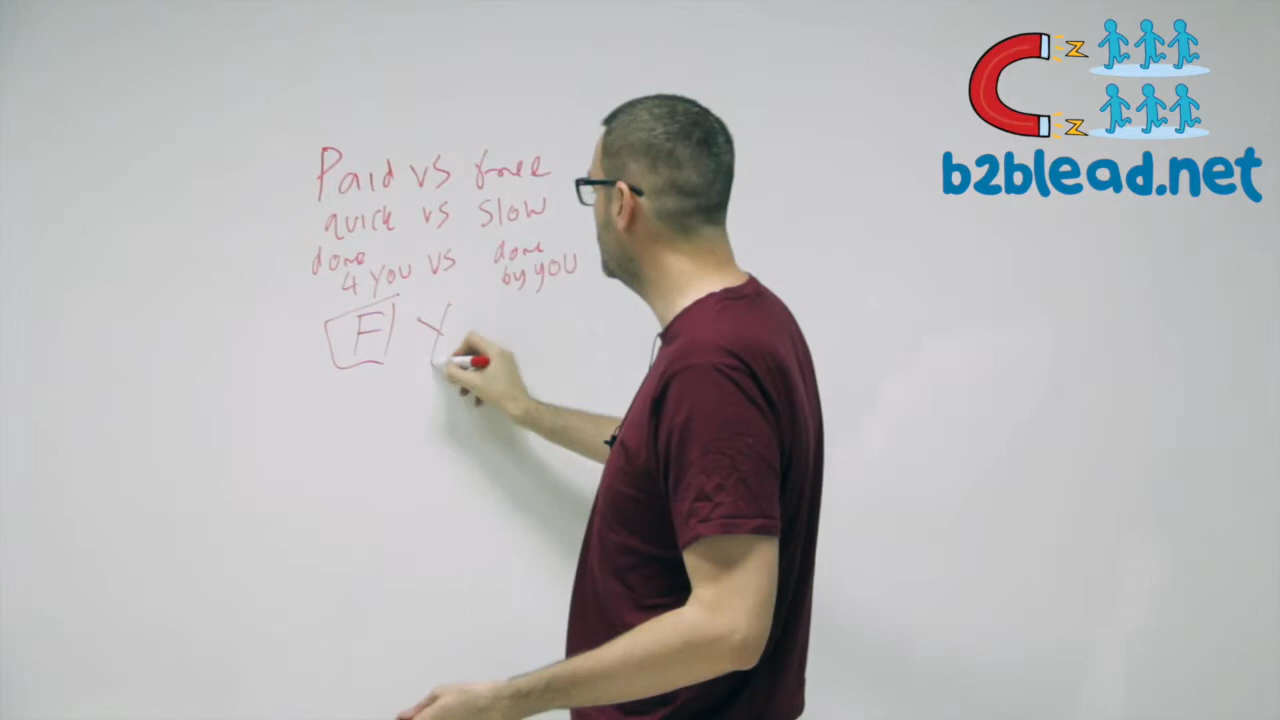 b2blead.net
Paid vs free
quick vs slow
done 4 you vs done by you
F Y